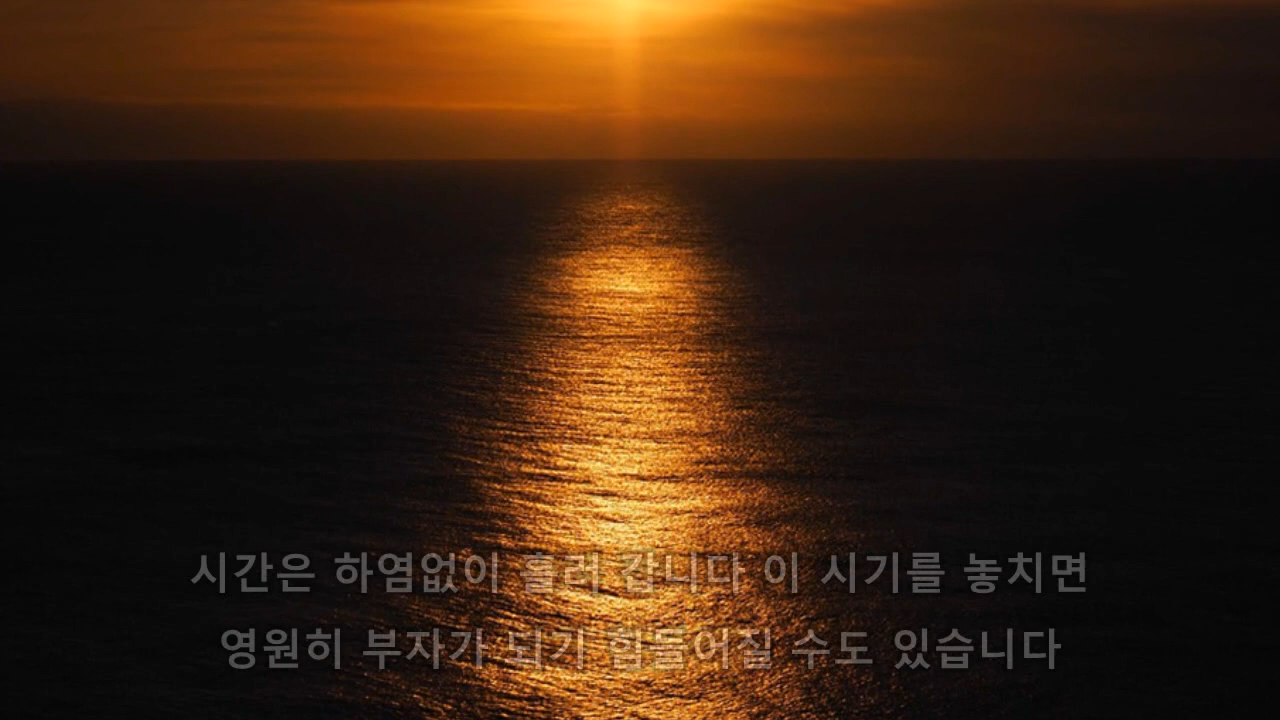 시간은 하염없이 흘러 갑니다 이 시기를 놓치면
영원히 부자가 되기 힘들어질 수도 있습니다